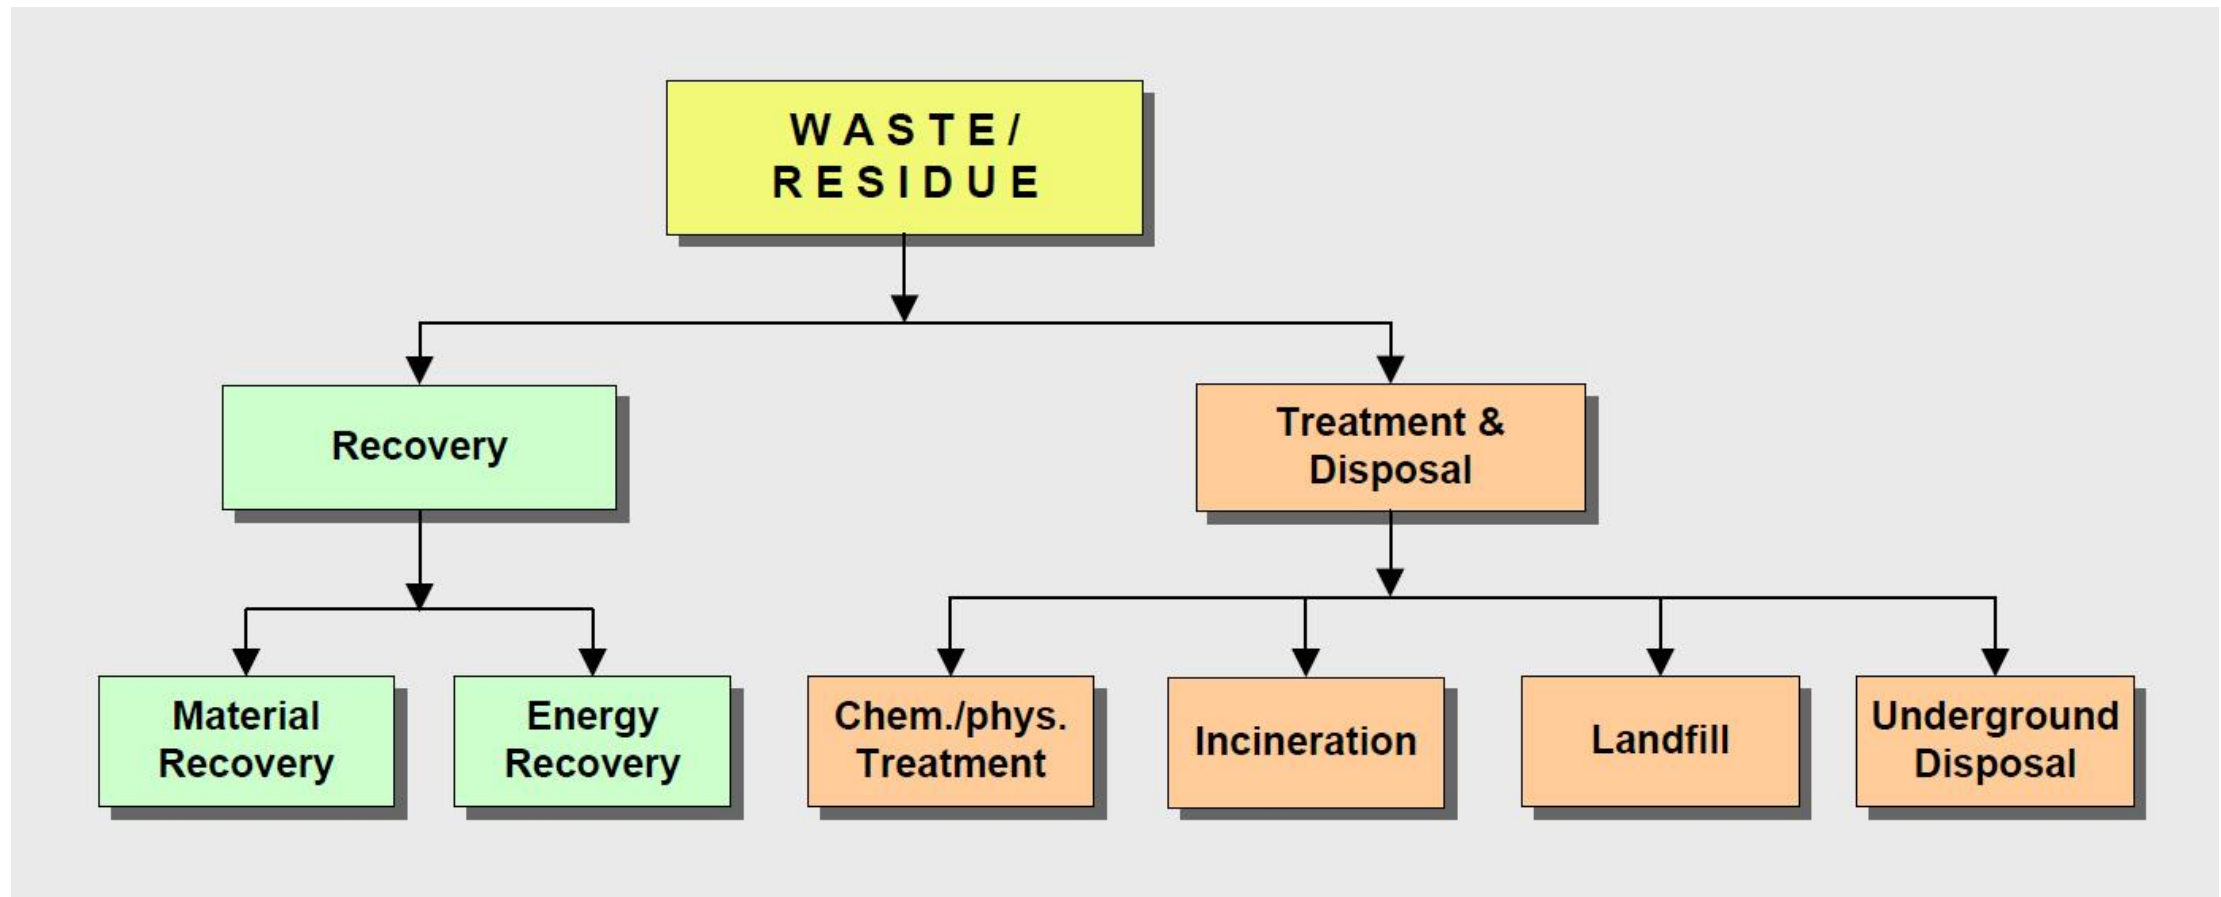 WASTE/
RESIDUE
Recovery
Treatment &
Disposal
Material
Recovery
Energy
Recovery
Chem./phys.
Treatment
Incineration
Landfill
Underground
Disposal